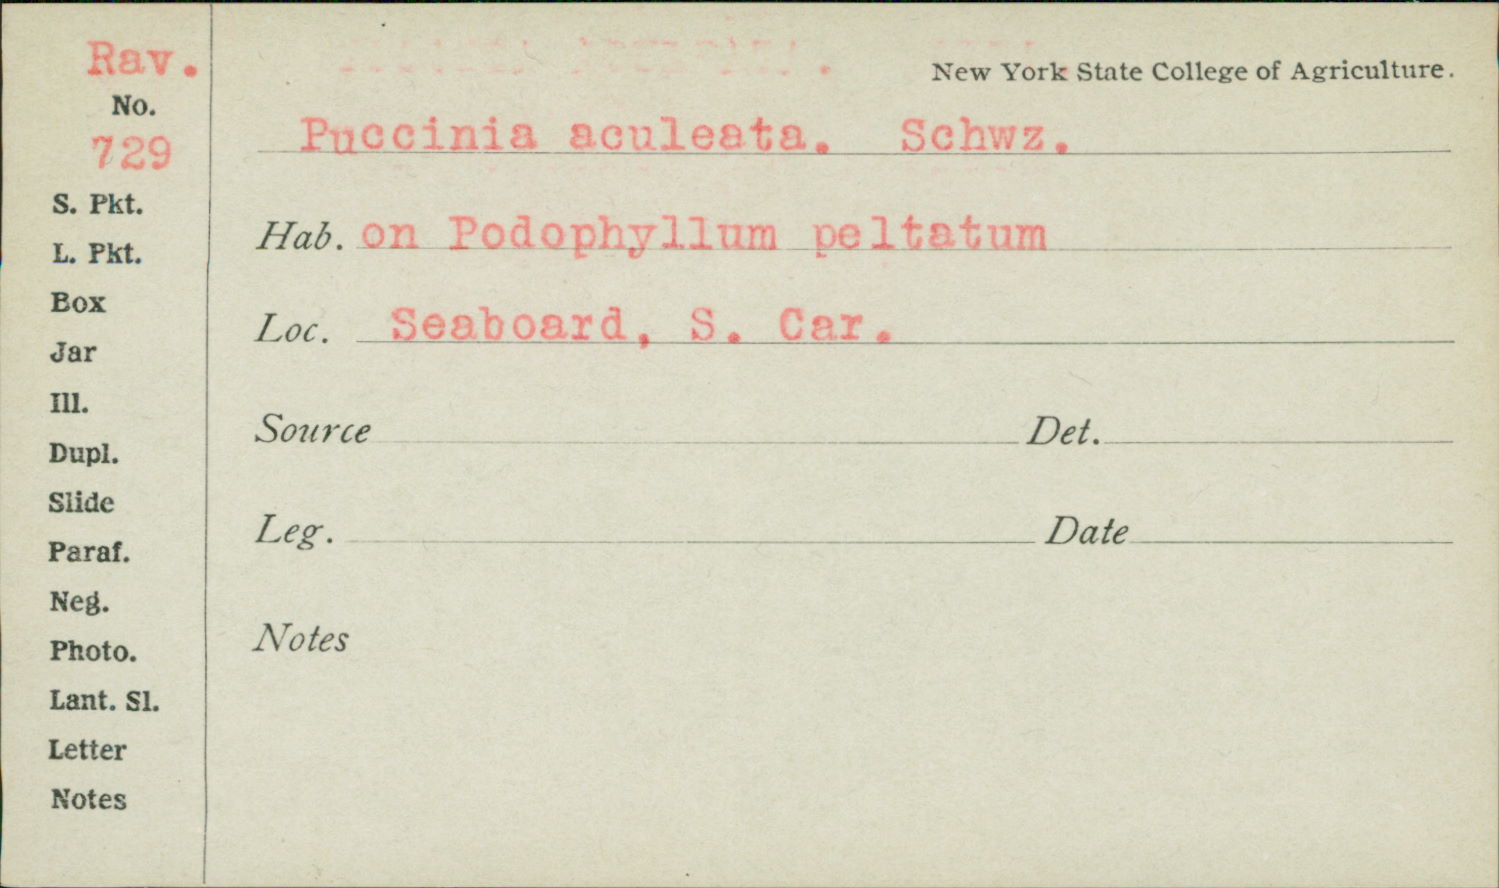 Rav.
No.
729
S. Pkt.
L. Pkt.
Box
Jar
Ill.
Dupl.
Slide
Paraf.
Neg.
Photo.
Lant. Sl.
Letter
Notes
New York State College of Agriculture.
Puccinia aculeata. Schwz.
Hab. on Podophyllum peltatum
Loc. Seaboard, S. Car.
Source Det.
Leg. Date
Notes